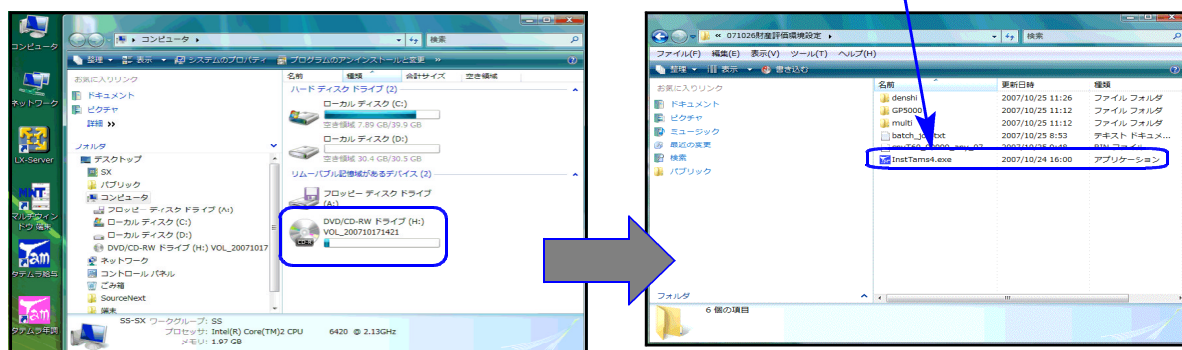 コンピュータ
ネットワーク
LX-Server
マルチウィン
ドウ端末
タテムラ給与
タテムラ年調
コンピュータ
検索
整理 表示 システムのプロパティ プログラムのアンインストールと変更 »
お気に入りリンク
ドキュメント
ピクチャ
詳細 »
フォルダ
デスクトップ
SX
パブリック
コンピュータ
フロッピー ディスク ドライブ (A:)
ローカル ディスク (C:)
ローカル ディスク (D:)
DVD/CD-RW ドライブ (H:) VOL_20071017
ネットワーク
コントロール パネル
ごみ箱
SourceNext
端末
名前 種類 合計サイズ 空き領域
ハード ディスク ドライブ (2)
ローカル ディスク (C:)
空き領域 7.89 GB/39.9 GB
ローカル ディスク (D:)
空き領域 30.4 GB/30.5 GB
リムーバブル記憶域があるデバイス (2)
フロッピー ディスク ドライブ
(A:)
DVD/CD-RW ドライブ (H:)
VOL_200710171421
CD-R
SS-SX ワークグループ: SS
プロセッサ: Intel(R) Core(TM)2 CPU 6420 @ 2.13GHz
メモリ: 1.97 GB
« 071026財産評価環境設定
検索
ファイル(F) 編集(E) 表示(V) ツール(T) ヘルプ(H)
整理 表示 書き込む
お気に入りリンク
ドキュメント
ピクチャ
ミュージック
最近の変更
検索
パブリック
フォルダ
名前 更新日時 種類
denshi 2007/10/25 11:26 ファイル フォルダ
GP5000 2007/10/25 11:12 ファイル フォルダ
multi 2007/10/25 11:12 ファイル フォルダ
2007/10/25 8:53 テキスト ドキュメ...
InstTams4.exe 2007/10/24 16:00 アプリケーション
6 個の項目